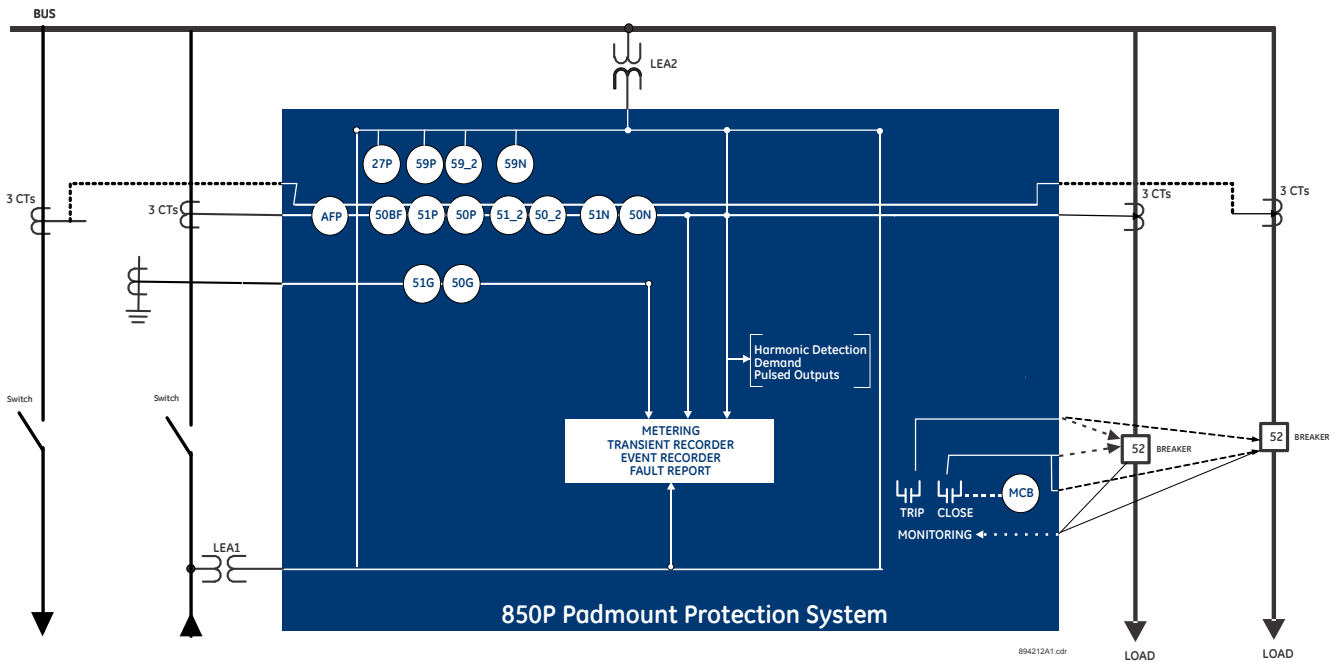 BUS
LEA2
27P
59P
59_2
59N
3 CTs
3 CTs
3 CTs
3 CTs
AFP
50BF
51P
50P
51_2
50_2
51N
50N
51G
50G
Harmonic Detection
Demand
Pulsed Outputs
Switch
Switch
METERING
TRANSIENT RECORDER
EVENT RECORDER
FAULT REPORT
52
BREAKER
52
BREAKER
MCB
TRIP
CLOSE
MONITORING
LEA1
850P Padmount Protection System
894212A1.cdr
LOAD
LOAD